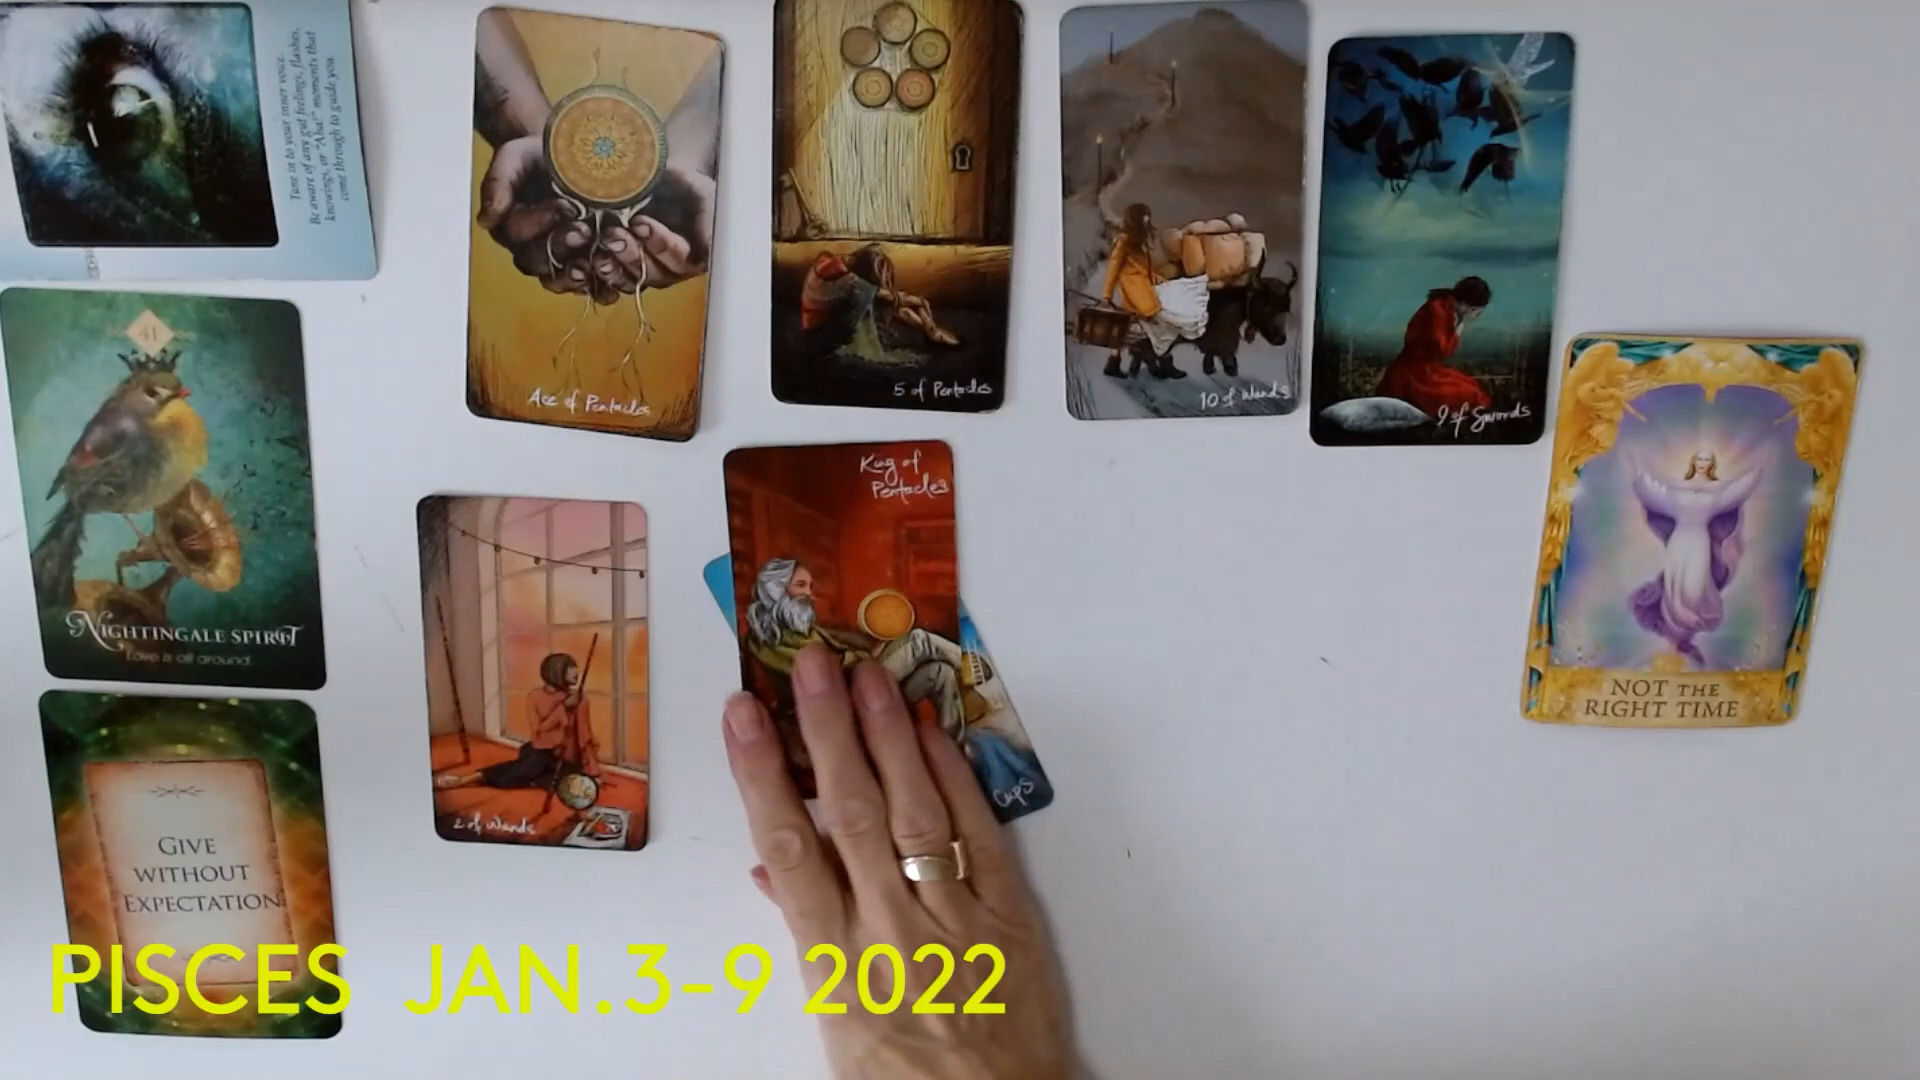 Tune in to your inner voice.
Be aware of any gut feelings, flashes,
knowings, or "Aha!" moments that
come through to guide you.
Ace of Pentacles
5 of Pentacles
10 of Wands
9 of Swords
41
NIGHTINGALE SPIRIT
Love is all around.
King of
Pentacles
2 of Wands
Cups
NOT THE
RIGHT TIME
GIVE
WITHOUT
EXPECTATION
PISCES JAN.3-9 2022